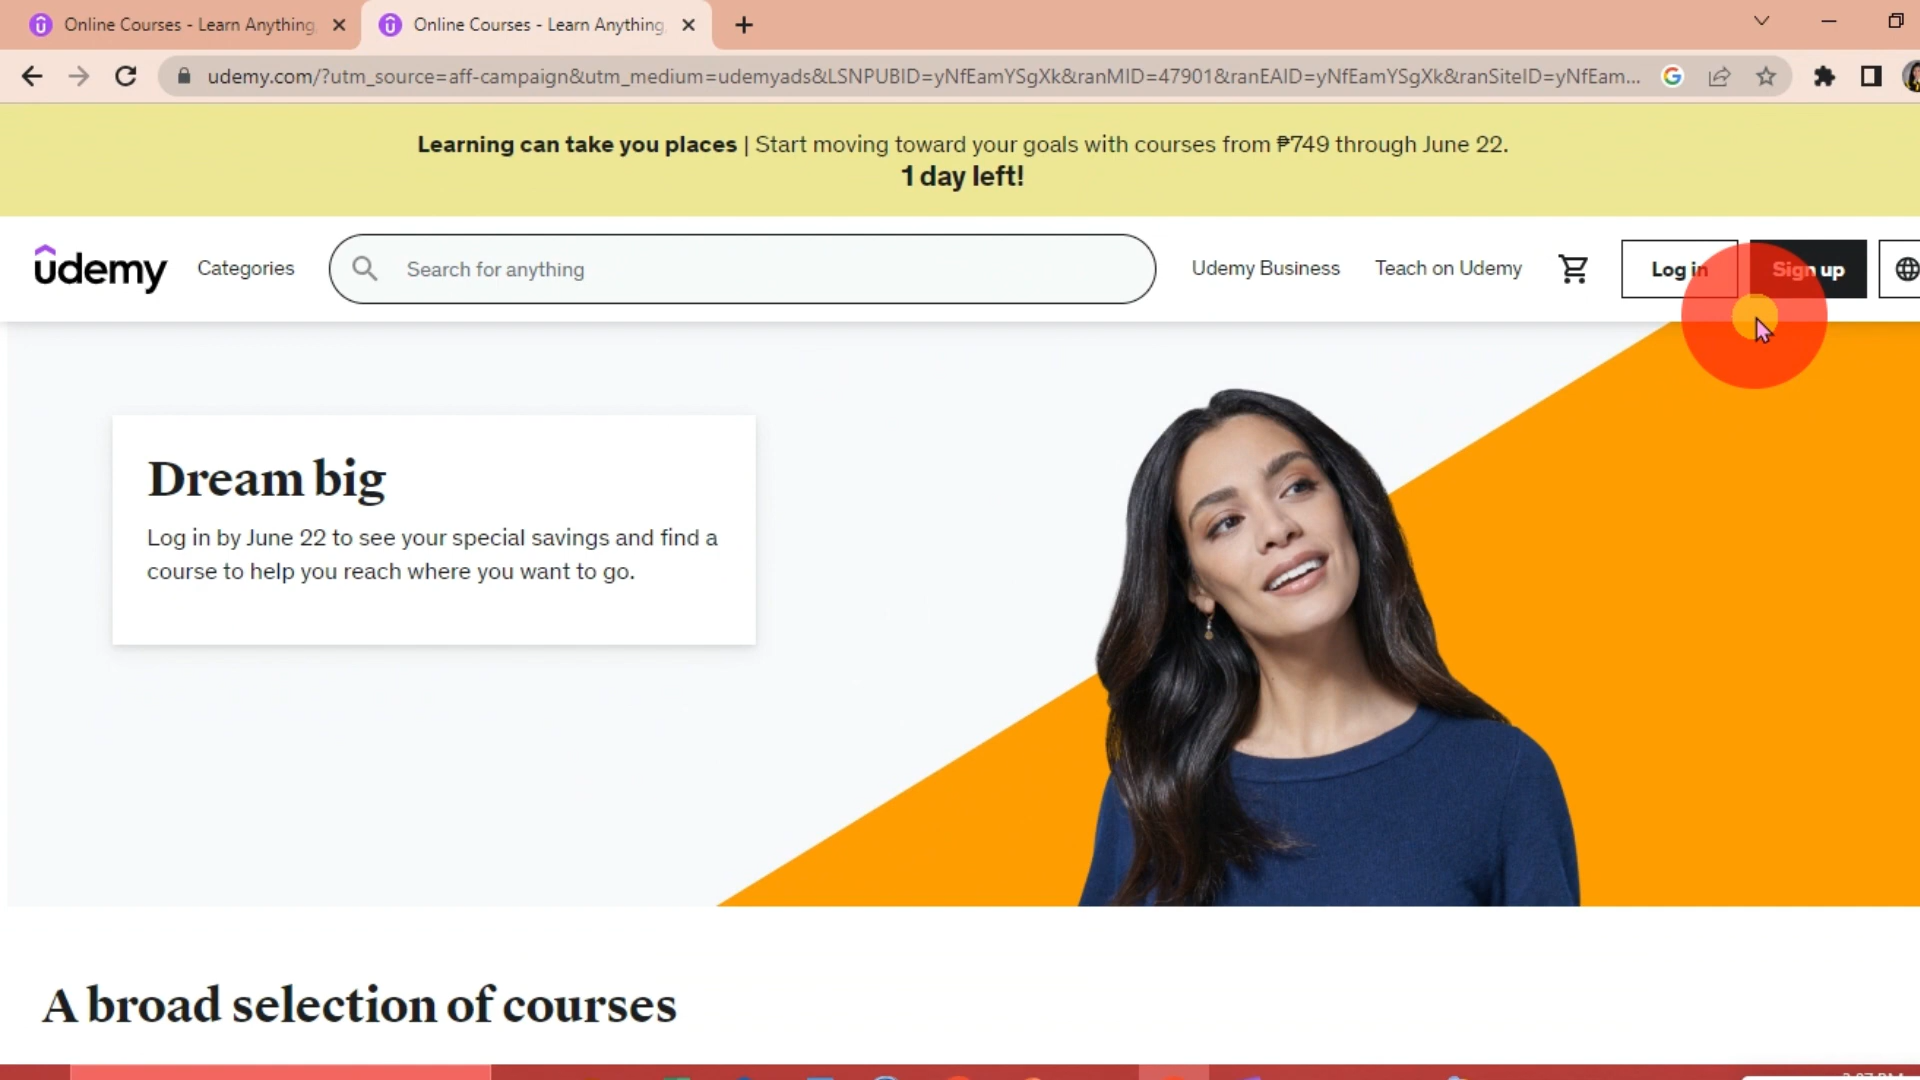 Online Courses - Learn Anything,
Online Courses - Learn Anything,
udemy.com/?utm_source=aff-campaign&utm_medium=udemyads&LSNPUBID=yNfEamYSgXk&ranMID=47901&ranEAID=yNfEamYSgXk&ranSiteID=yNfEam...
Learning can take you places | Start moving toward your goals with courses from ₱749 through June 22.
1 day left!
ûdemy Categories Search for anything Udemy Business Teach on Udemy Log in Sign up
Dream big
Log in by June 22 to see your special savings and find a
course to help you reach where you want to go.
A broad selection of courses